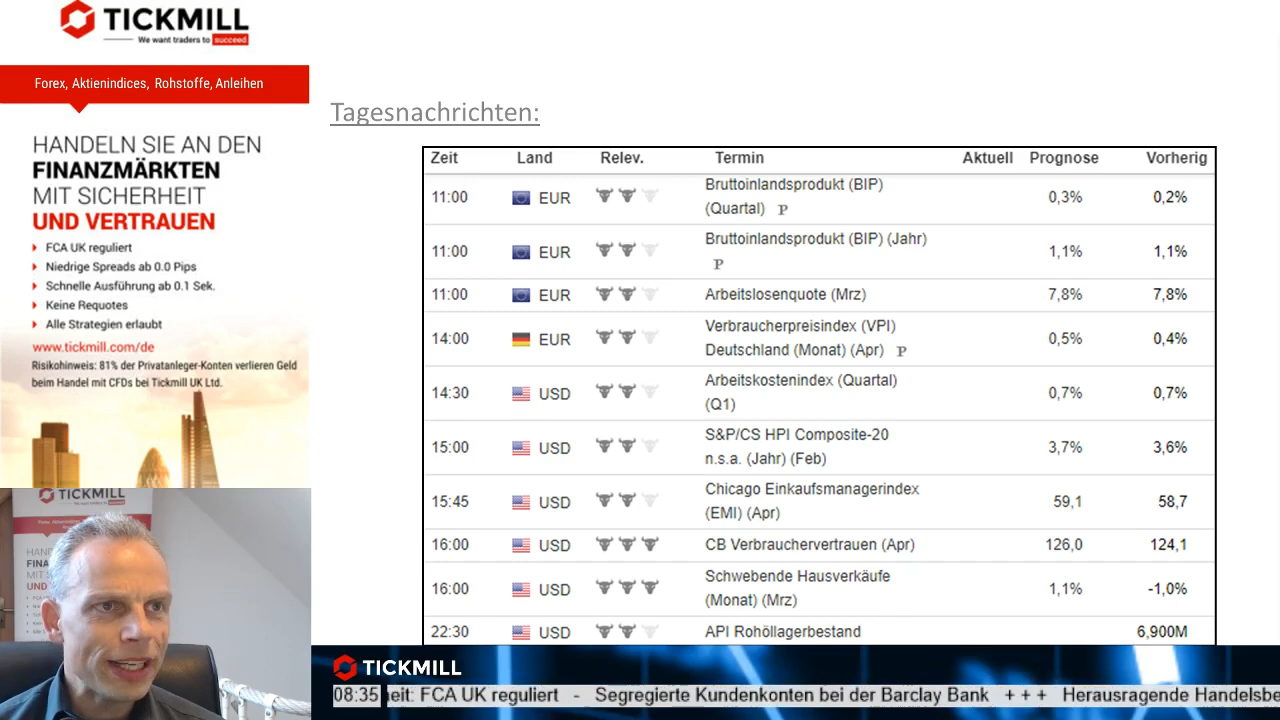 TICKMILL
We want traders to succeed
Forex, Aktienindices, Rohstoffe, Anleihen
HANDELN SIE AN DEN
FINANZMÄRKTEN
MIT SICHERHEIT
UND VERTRAUEN
FCA UK reguliert
Niedrige Spreads ab 0.0 Pips
Schnelle Ausführung ab 0.1 Sek.
Keine Requotes
Alle Strategien erlaubt
www.tickmill.com/de
Risikohinweis: 81% der Privatanleger-Konten verlieren Geld
beim Handel mit CFDs bei Tickmill UK Ltd.
Tagesnachrichten:
Zeit Land Relev. Termin Aktuell Prognose Vorherig
11:00 EUR Bruttoinlandsprodukt (BIP)
(Quartal) P 0,3% 0,2%
11:00 EUR Bruttoinlandsprodukt (BIP) (Jahr)
P 1,1% 1,1%
11:00 EUR Arbeitslosenquote (Mrz) 7,8% 7,8%
14:00 EUR Verbraucherpreisindex (VPI)
Deutschland (Monat) (Apr) P 0,5% 0,4%
14:30 USD Arbeitskostenindex (Quartal)
(Q1) 0,7% 0,7%
15:00 USD S&P/CS HPI Composite-20
n.s.a. (Jahr) (Feb) 3,7% 3,6%
15:45 USD Chicago Einkaufsmanagerindex
(EMI) (Apr) 59,1 58,7
16:00 USD CB Verbrauchervertrauen (Apr) 126,0 124,1
16:00 USD Schwebende Hausverkäufe
(Monat) (Mrz) 1,1% -1,0%
22:30 USD API Rohöllagerbestand 6,900M
TICKMILL
HAND
FINA
MIT S
UND
TICKMILL
08:35 eit: FCA UK reguliert - Segregierte Kundenkonten bei der Barclay Bank +++ Herausragende Handelsbe